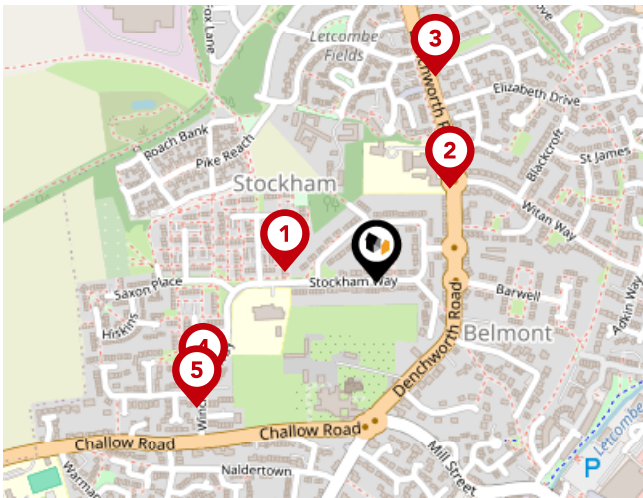 Fox Lane
3
Letcombe
Fields
Elizabeth Drive
Roach Bank
Pike Reach
2
Blackcroft
St James
Stockham
Witan Way
1
Stockham Way
Saxon Place
Barwell
Hiskins
Denchworth Road
Belmont
Adkin Way
4
5
Challow Road
Challow Road
Mill Street
Naldertown
Letcombe
P